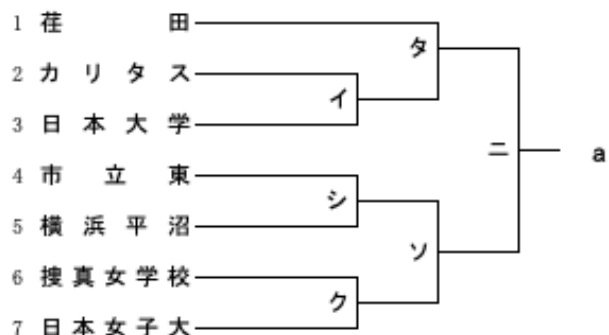 1 荏田
タ
2 カリタス
イ
3 日本大学
ニ a
4 市立東
シ
5 横浜平沼
ソ
6 捜真女学校
ク
7 日本女子大